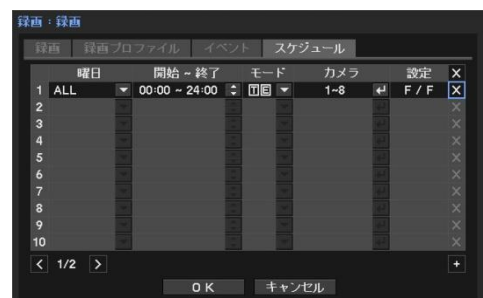 録画 : 録画
録画 録画プロファイル イベント スケジュール
曜日 開始 ~ 終了 モード カメラ 設定 X
1 ALL 00:00 ~ 24:00 T E 1~8 F / F X
2 X
3 X
4 X
5 X
6 X
7 X
8 X
9 X
10 X
< 1/2 > +
OK キャンセル